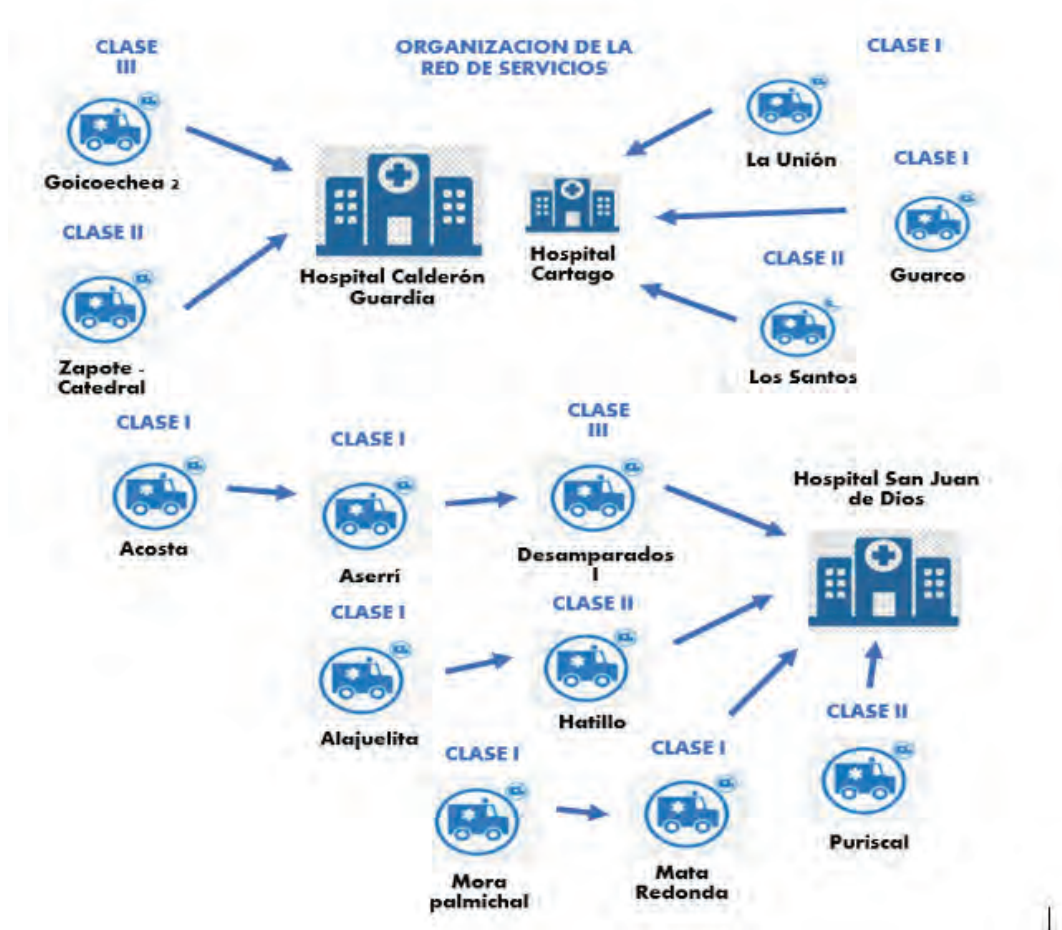 CLASE
III
ORGANIZACION DE LA
RED DE SERVICIOS
CLASE I
Goicoechea 2
La Unión
CLASE I
CLASE II
Hospital Calderón
Guardia
Hospital
Cartago
CLASE II
Guarco
Zapote -
Catedral
Los Santos
CLASE I
CLASE I
CLASE
III
Hospital San Juan
de Dios
Acosta
Aserrí
Desamparados
I
CLASE I
CLASE II
Alajuelita
Hatillo
CLASE II
CLASE I
CLASE I
Puriscal
Mora
palmichal
Mata
Redonda